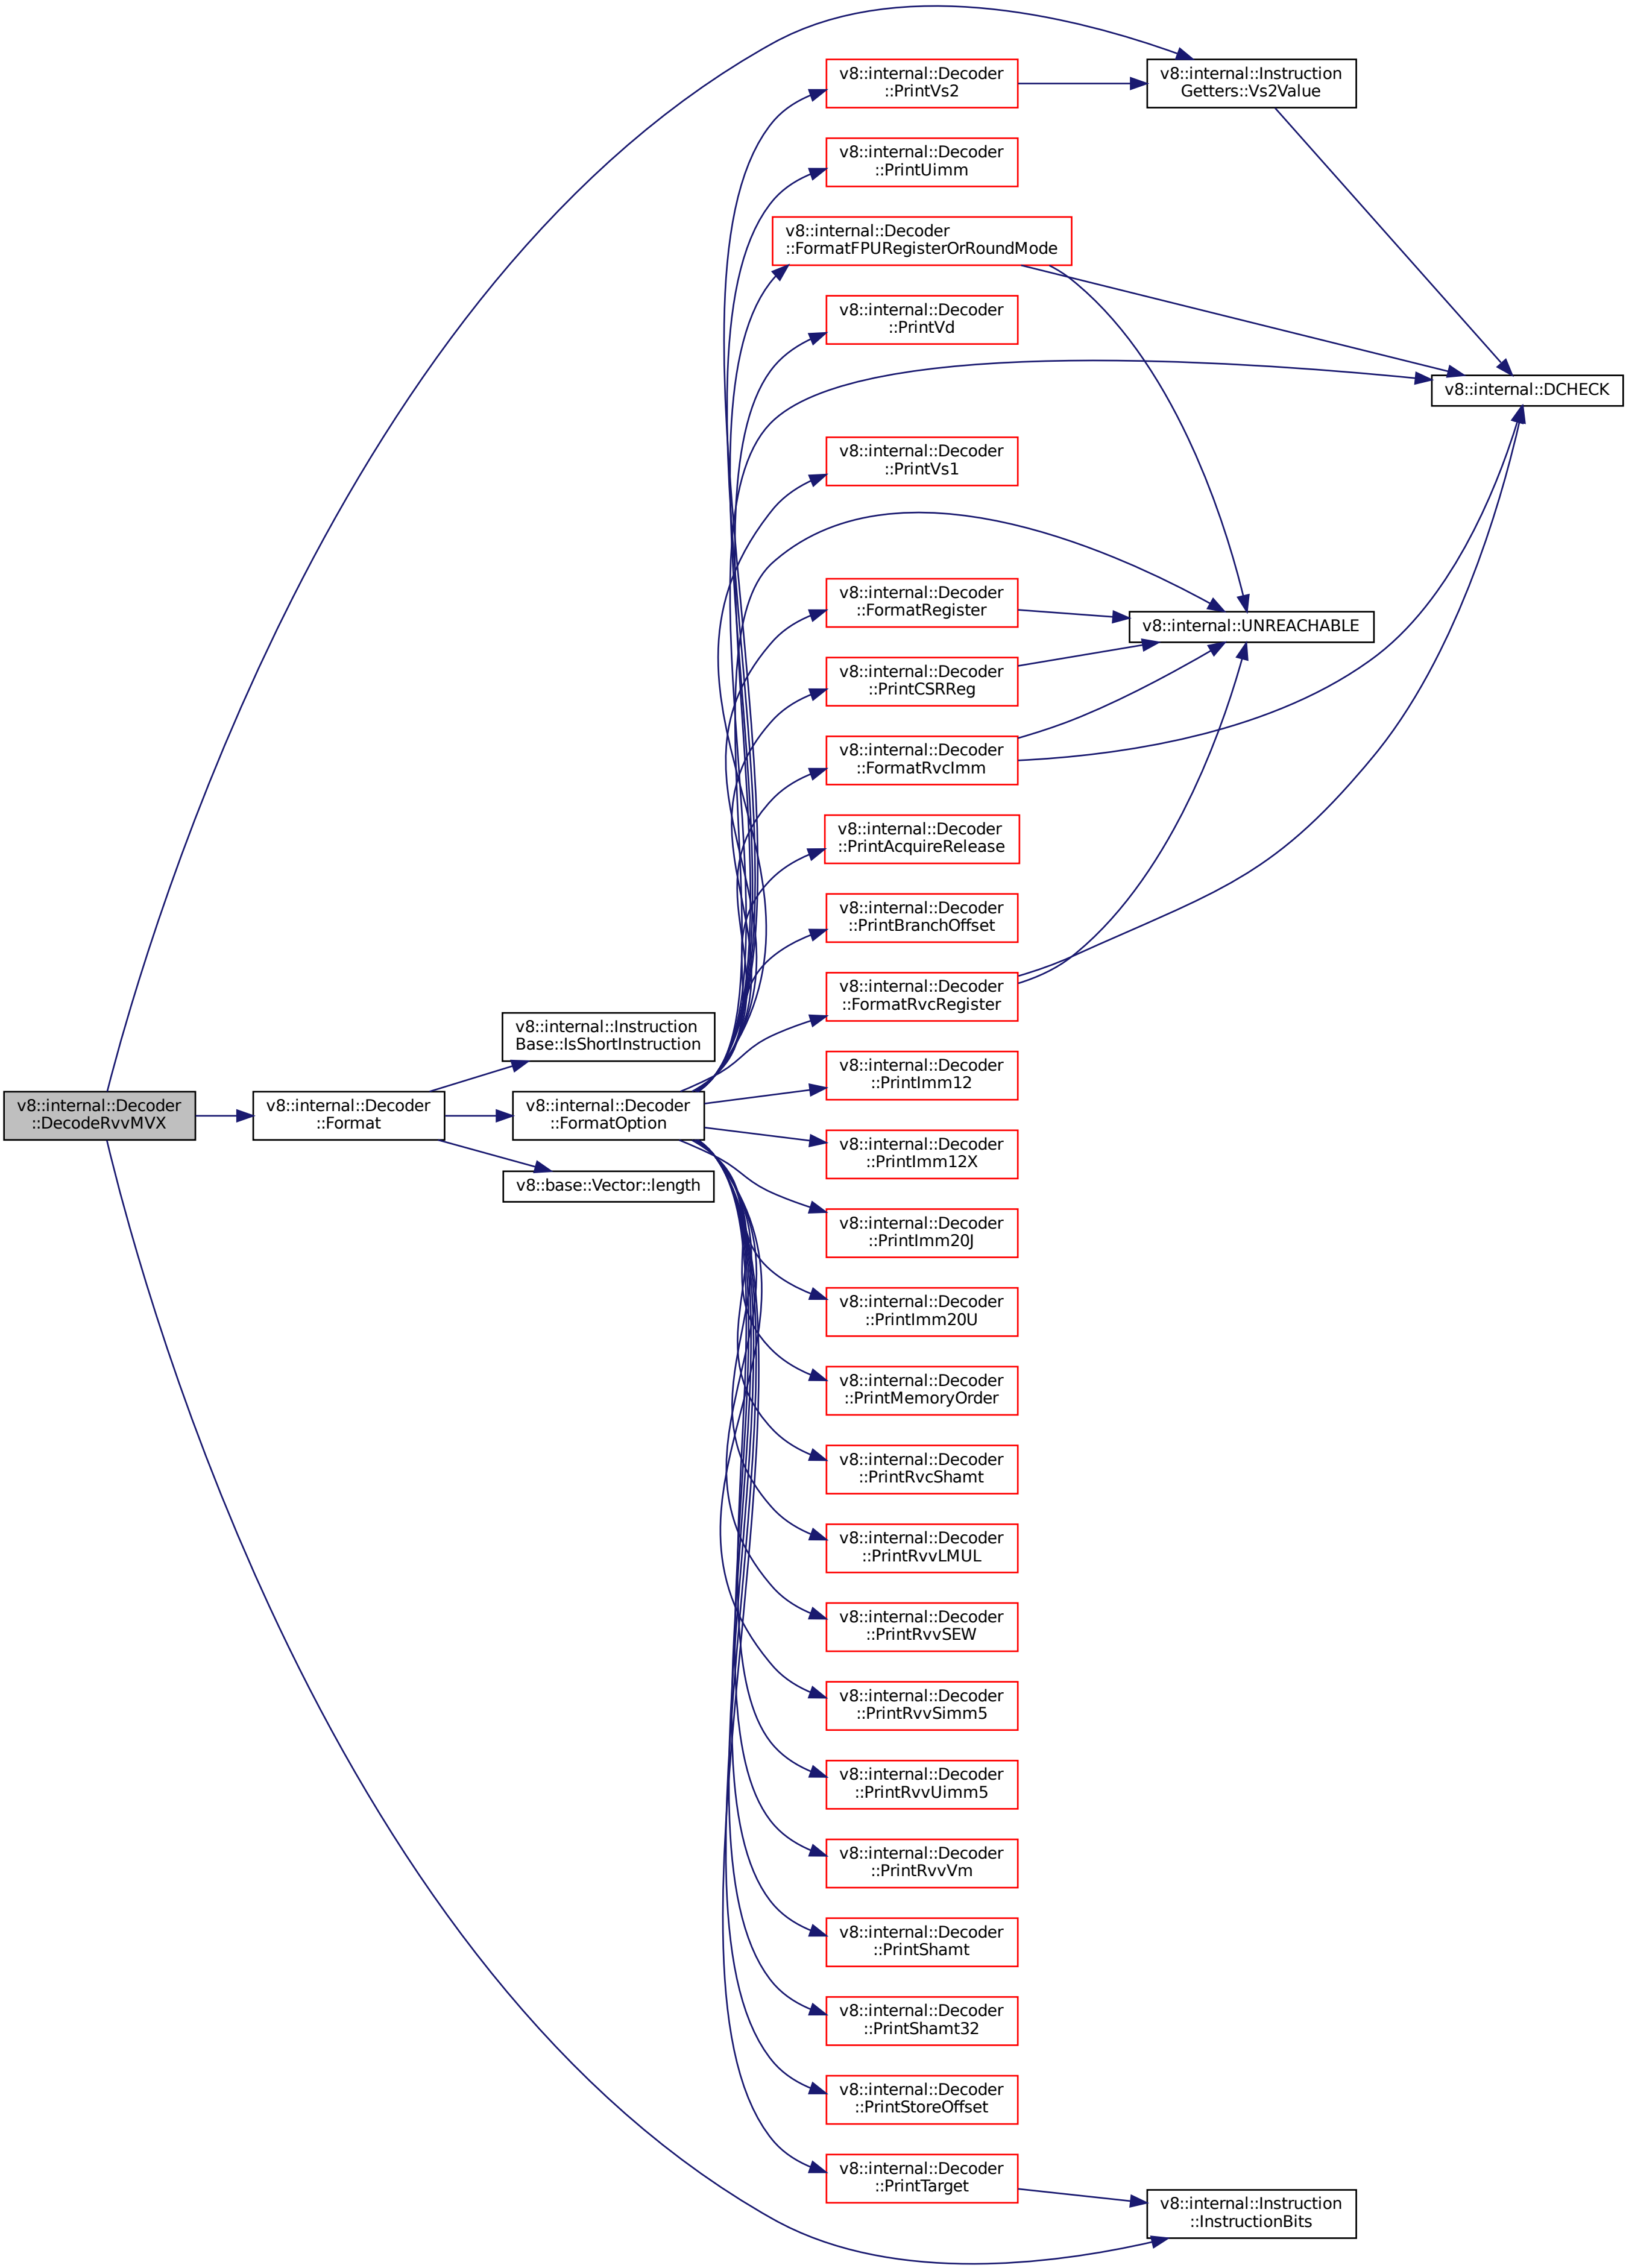 v8::internal::Decoder
::DecodeRvvMVX
v8::internal::Decoder
::Format
v8::internal::Instruction
Base::IsShortInstruction
v8::internal::Decoder
::FormatOption
v8::base::Vector::length
v8::internal::Decoder
::PrintVs2
v8::internal::Decoder
::PrintUimm
v8::internal::Decoder
::FormatFPURegisterOrRoundMode
v8::internal::Decoder
::PrintVd
v8::internal::Decoder
::PrintVs1
v8::internal::Decoder
::FormatRegister
v8::internal::Decoder
::PrintCSRReg
v8::internal::Decoder
::FormatRvcImm
v8::internal::Decoder
::PrintAcquireRelease
v8::internal::Decoder
::PrintBranchOffset
v8::internal::Decoder
::FormatRvcRegister
v8::internal::Decoder
::PrintImm12
v8::internal::Decoder
::PrintImm12X
v8::internal::Decoder
::PrintImm20J
v8::internal::Decoder
::PrintImm20U
v8::internal::Decoder
::PrintMemoryOrder
v8::internal::Decoder
::PrintRvcShamt
v8::internal::Decoder
::PrintRvvLMUL
v8::internal::Decoder
::PrintRvvSEW
v8::internal::Decoder
::PrintRvvSimm5
v8::internal::Decoder
::PrintRvvUimm5
v8::internal::Decoder
::PrintRvvVm
v8::internal::Decoder
::PrintShamt
v8::internal::Decoder
::PrintShamt32
v8::internal::Decoder
::PrintStoreOffset
v8::internal::Decoder
::PrintTarget
v8::internal::Instruction
Getters::Vs2Value
v8::internal::UNREACHABLE
v8::internal::Instruction
::InstructionBits
v8::internal::DCHECK